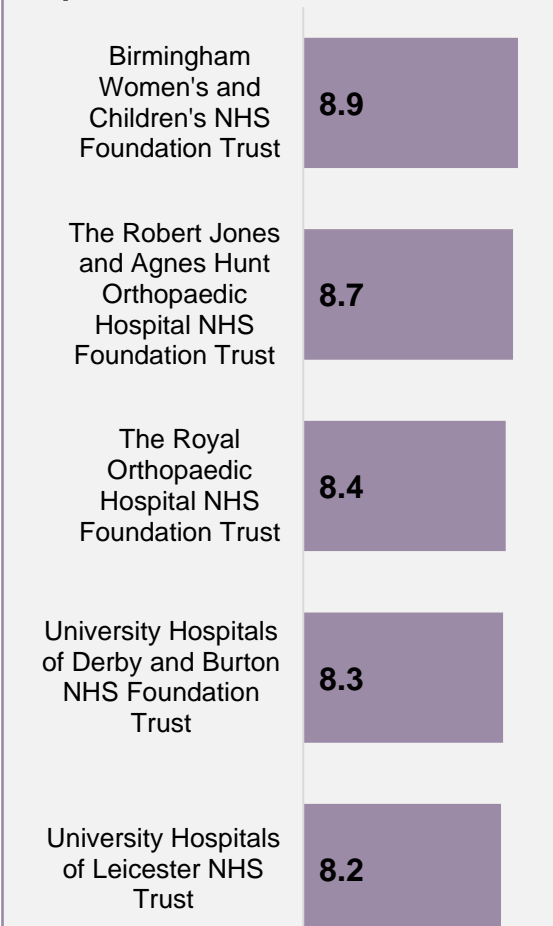 Birmingham
Women's and
Children's NHS
Foundation Trust
8.9
The Robert Jones
and Agnes Hunt
Orthopaedic
Hospital NHS
Foundation Trust
8.7
The Royal
Orthopaedic
Hospital NHS
Foundation Trust
8.4
University Hospitals
of Derby and Burton
NHS Foundation
Trust
8.3
University Hospitals
of Leicester NHS
Trust
8.2